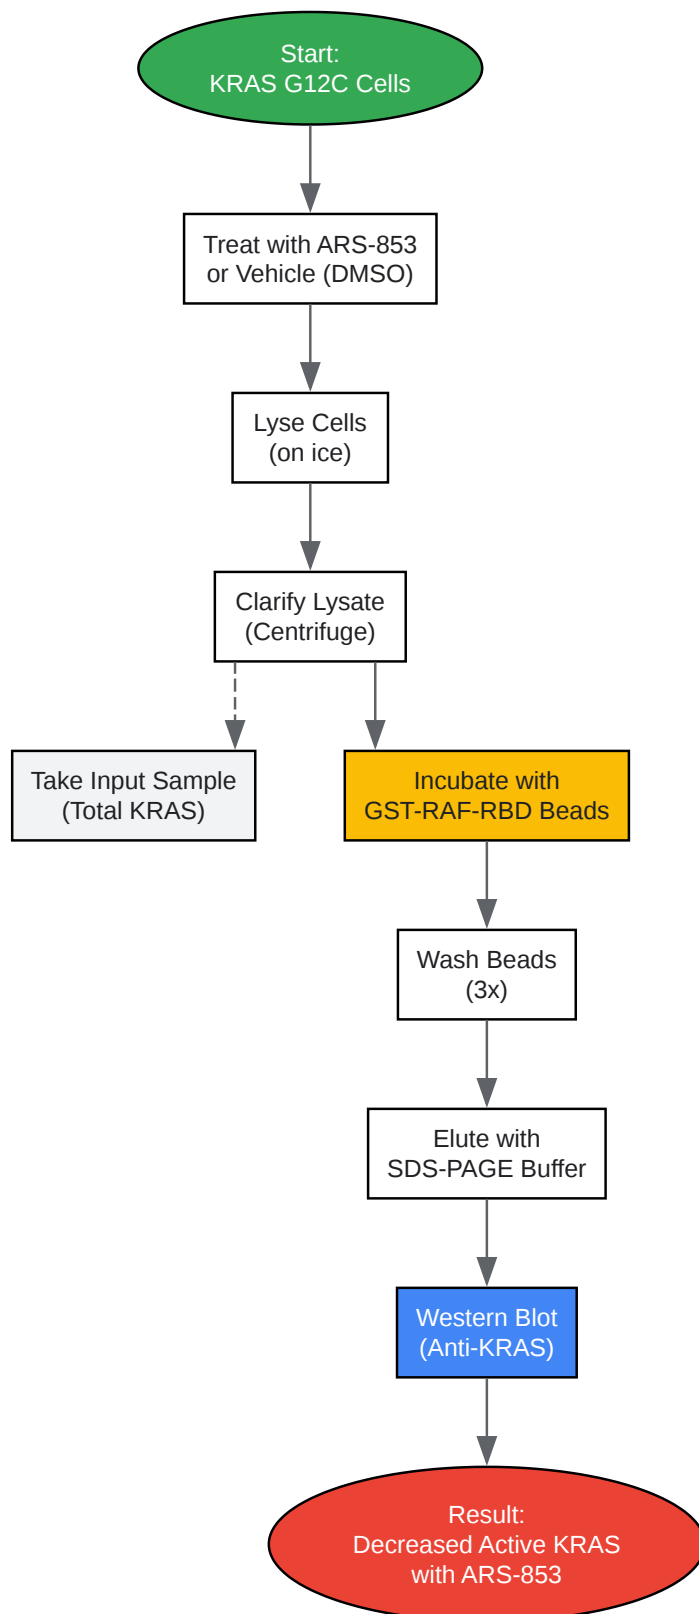 Start:
KRAS G12C Cells
Treat with ARS-853
or Vehicle (DMSO)
Lyse Cells
(on ice)
Clarify Lysate
(Centrifuge)
Take Input Sample
(Total KRAS)
Incubate with
GST-RAF-RBD Beads
Wash Beads
(3x)
Elute with
SDS-PAGE Buffer
Western Blot
(Anti-KRAS)
Result:
Decreased Active KRAS
with ARS-853